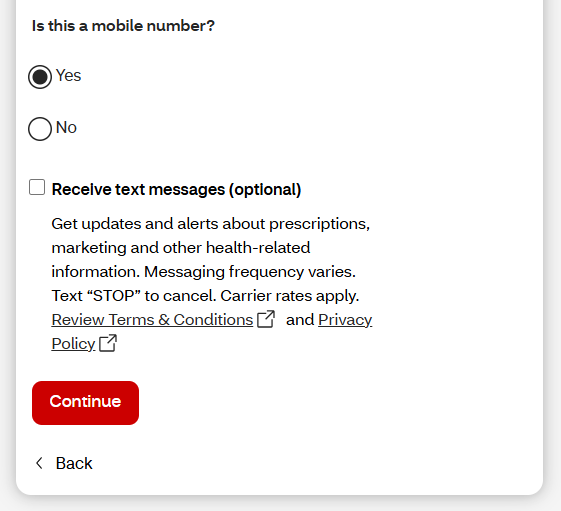 Is this a mobile number?
Yes
No
Receive text messages (optional)
Get updates and alerts about prescriptions,
marketing and other health-related
information. Messaging frequency varies.
Text “STOP” to cancel. Carrier rates apply.
Review Terms & Conditions and Privacy
Policy
Continue
Back